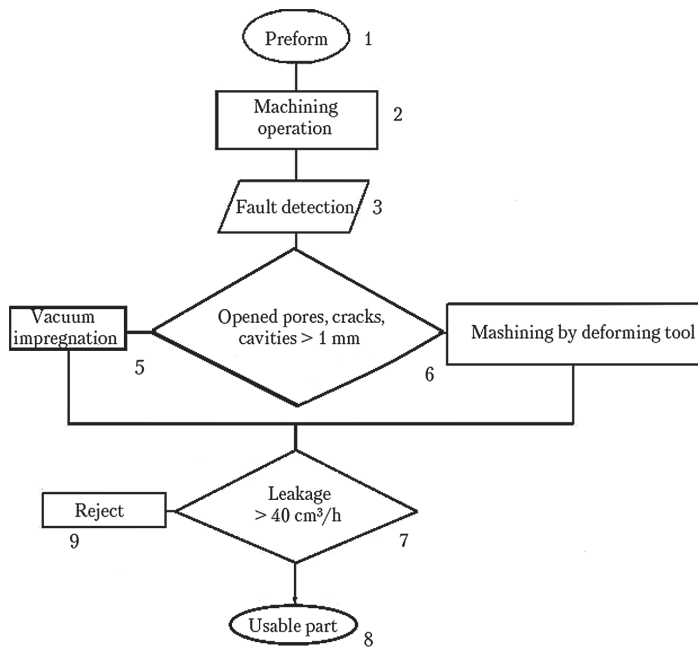 Preform
1
Machining
operation
2
Fault detection
3
Opened pores, cracks,
cavities > 1 mm
Vacuum
impregnation
5
6
Mashining by deforming tool
Leakage
> 40 cm³/h
7
Reject
9
Usable part
8